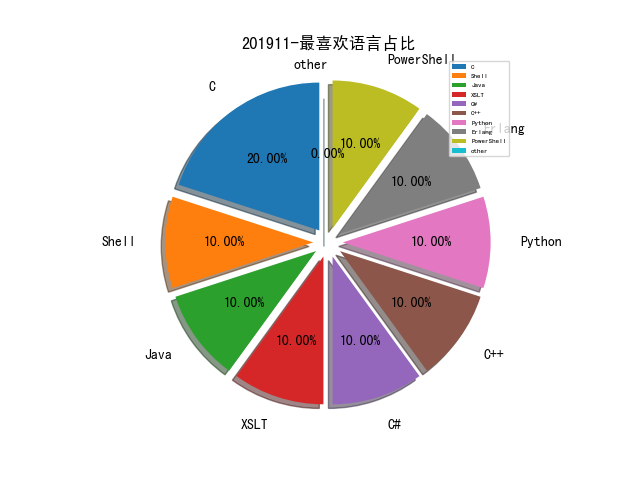 201911-最喜欢语言占比
other
PowerShell
C
Erlang
Shell
Python
Java
C++
XSLT
C#
20.00%
0.00%
10.00%
10.00%
10.00%
10.00%
10.00%
10.00%
10.00%
10.00%
C
Shell
Java
XSLT
C#
C++
Python
Erlang
PowerShell
other